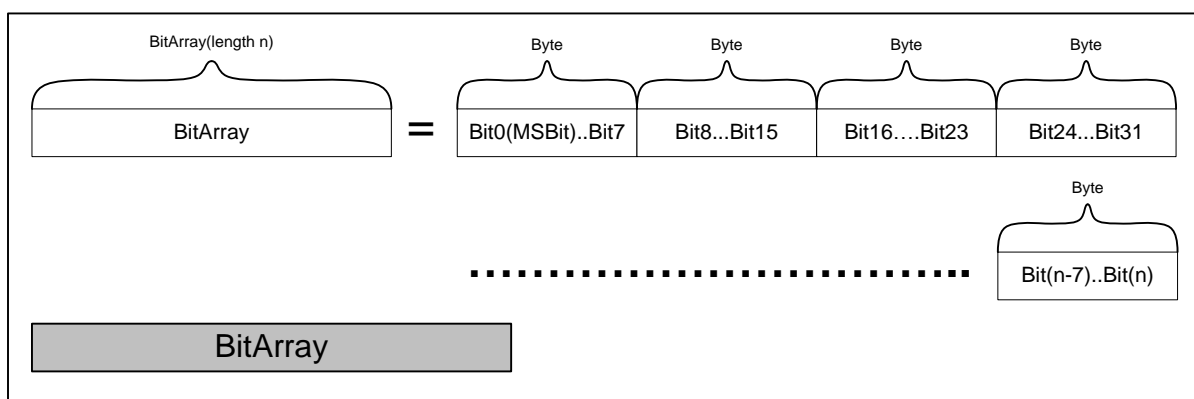 BitArray(length n) Byte Byte Byte Byte
BitArray = Bit0(MSBit)..Bit7 Bit8...Bit15 Bit16….Bit23 Bit24...Bit31
Byte
Bit(n-7)..Bit(n)
BitArray